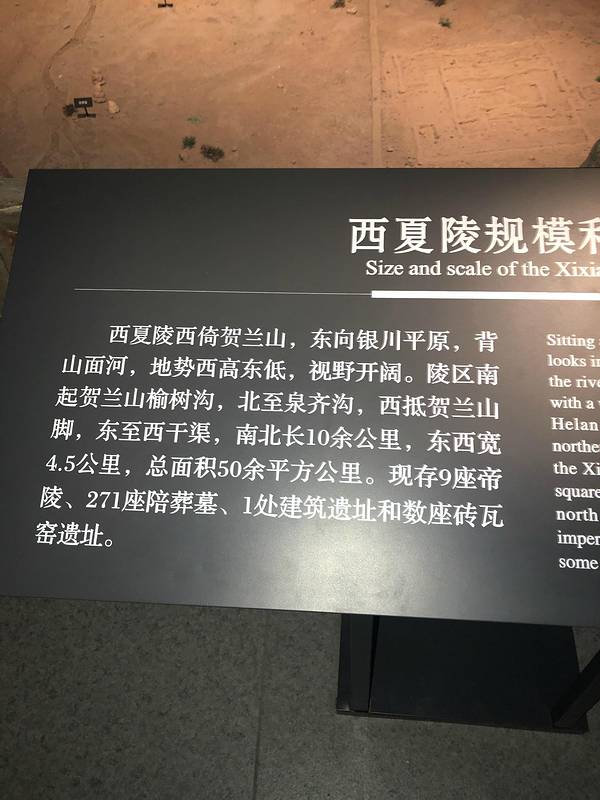 西夏陵规模和
Size and scale of the Xixia
西夏陵西倚贺兰山，东向银川平原，背
山面河，地势西高东低，视野开阔。陵区南
起贺兰山榆树沟，北至泉齐沟，西抵贺兰山
脚，东至西干渠，南北长10余公里，东西宽
4.5公里，总面积50余平方公里。现存9座帝
陵、271座陪葬墓、1处建筑遗址和数座砖瓦
窑遗址。
Sitting
looks in
the rive
with a
Helan
northe
the Xi
square
north
imper
some